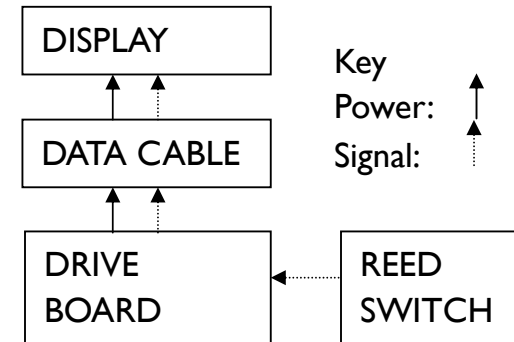 DISPLAY
Key
Power:
Signal:
DATA CABLE
DRIVE
BOARD
REED
SWITCH